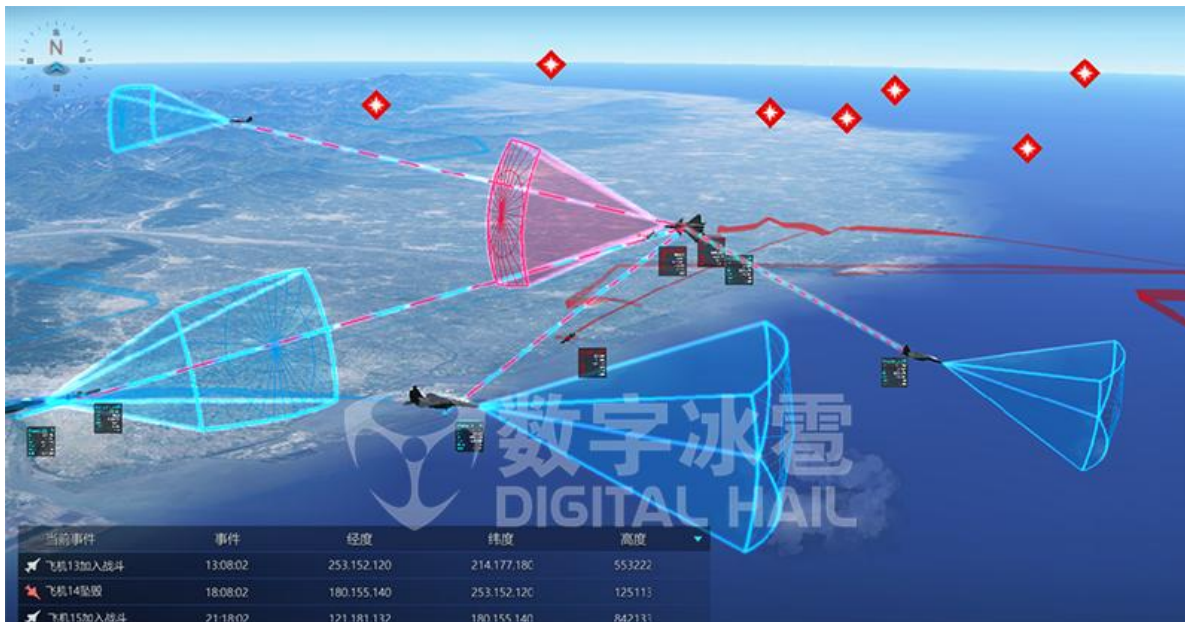 N
数字冰雹
DIGITAL HAIL
当前事件 事件 经度 纬度 高度
飞机13加入战斗 13:08:02 253.152.120 214.177.180 553222
飞机14坠毁 18:08:02 180.155.140 253.152.120 125113
飞机15加入战斗 21:18:02 121.181.132 180.155.140 842133